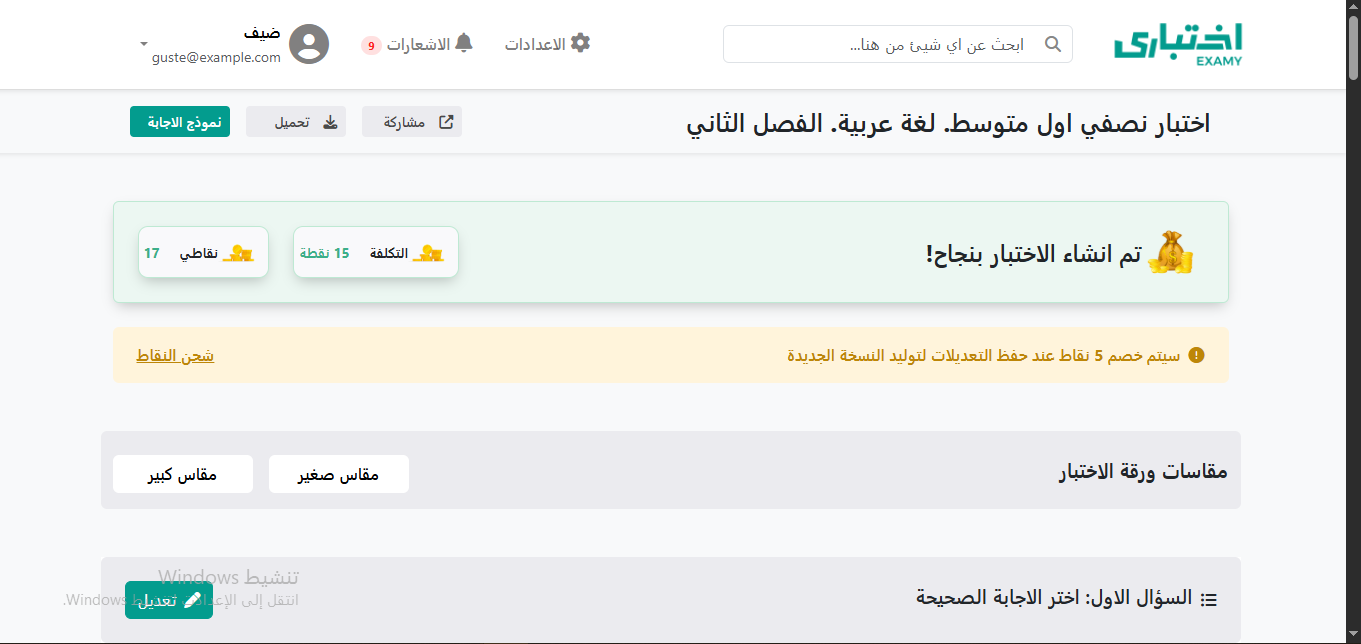 اختباري
EXAMY
ابحث عن اي شيئ من هنا...
الاعدادات
الاشعارات 9
ضيف
guste@example.com
اختبار نصفي اول متوسط. لغة عربية. الفصل الثاني
مشاركة
تحميل
نموذج الاجابة
تم انشاء الاختبار بنجاح!
التكلفة 15 نقطة
نقاطي 17
سيتم خصم 5 نقاط عند حفظ التعديلات لتوليد النسخة الجديدة
شحن النقاط
مقاسات ورقة الاختبار
مقاس صغير
مقاس كبير
السؤال الاول: اختر الاجابة الصحيحة
تعديل
تنشيط Windows
انتقل إلى الإعدادات لتنشيط Windows.